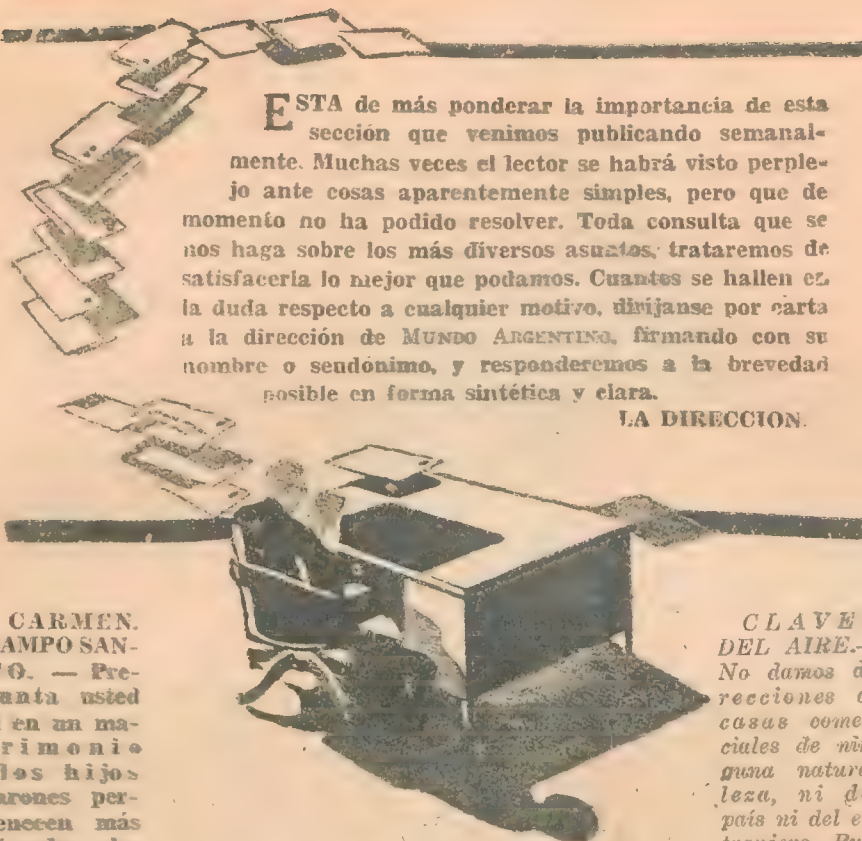 ESTA de más ponderar la importancia de esta
sección que venimos publicando semanal-
mente. Muchas veces el lector se habrá visto perple-
jo ante cosas aparentemente simples, pero que de
momento no ha podido resolver. Toda consulta que se
nos haga sobre los más diversos asuntos, trataremos de
satisfacerla lo mejor que podamos. Cuantos se hallen en
la duda respecto a cualquier motivo, diríjanse por carta
a la dirección de MUNDO ARGENTINO, firmando con su
nombre o seudónimo, y responderemos a la brevedad
posible en forma sintética y clara.
LA DIRECCION.
CARMEN.
AMPO SAN-
O. — Pre-
unta usted
en un ma-
rimonio
los hijos
arones per-
enecen más
CLAVE
DEL AIRE.—
No damos di
recciones d
casas comer
ciales de nin
guna natura
leza, ni de
país ni del e